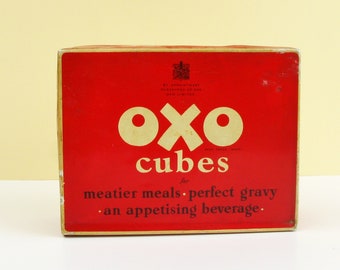 OXO
cubes
for
meatier meals · perfect gravy
· an appetising beverage ·